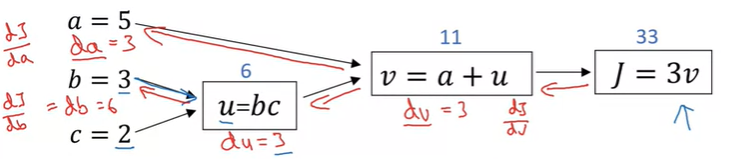 dJ/da
a = 5
da = 3
11
33
b = 3
6
v = a + u
J = 3v
dJ/db = db = 6
u=bc
dv = 3
dJ/dv
c = 2
du = 3